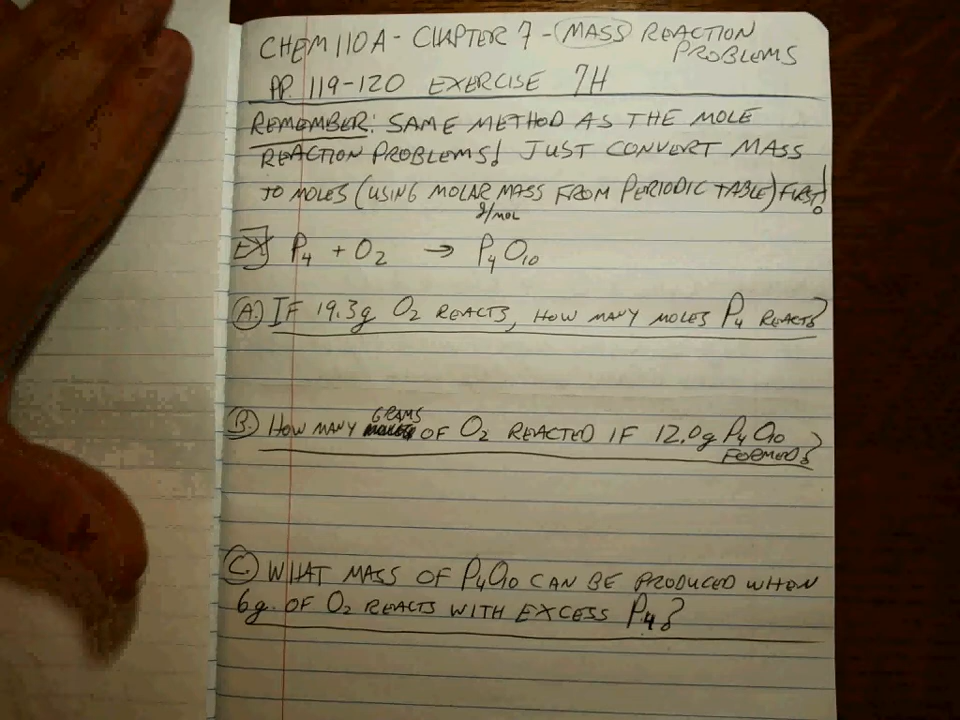 CHEM 110A - CHAPTER 7 - MASS REACTION
PROBLEMS
PP. 119-120 EXERCISE 7H
REMEMBER: SAME METHOD AS THE MOLE
REACTION PROBLEMS! JUST CONVERT MASS
TO MOLES (USING MOLAR MASS FROM PERIODIC TABLE) FIRST!
g/MOL
EX P4 + O2 → P4O10
A. IF 19.3g O2 REACTS, HOW MANY MOLES P4 REACTS?
GRAMS
B. HOW MANY OF O2 REACTED IF 12.0g P4O10
FORMED?
C. WHAT MASS OF P4O10 CAN BE PRODUCED WHEN
6g. OF O2 REACTS WITH EXCESS P4?